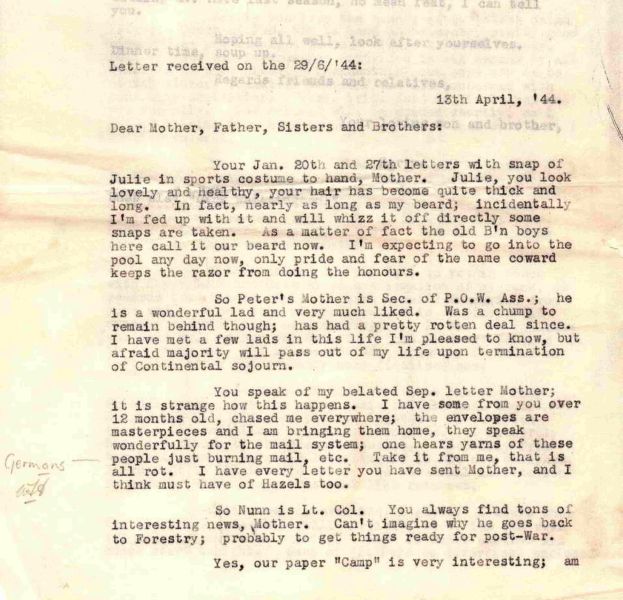 season, no mean feat, I can tell
you.
Hoping all well, look after yourselves.
Dinner time, soup up.
Letter received on the 29/6/'44:
Regards friends and relatives,
13th April, '44.
son and brother,
Dear Mother, Father, Sisters and Brothers:
Your Jan. 20th and 27th letters with snap of
Julie in sports costume to hand, Mother. Julie, you look
lovely and healthy, your hair has become quite thick and
long. In fact, nearly as long as my beard; incidentally
I'm fed up with it and will whizz it off directly some
snaps are taken. As a matter of fact the old B'n boys
here call it our beard now. I'm expecting to go into the
pool any day now, only pride and fear of the name coward
keeps the razor from doing the honours.
So Peter's Mother is Sec. of P.O.W. Ass.; he
is a wonderful lad and very much liked. Was a chump to
remain behind though; has had a pretty rotten deal since.
I have met a few lads in this life I'm pleased to know, but
afraid majority will pass out of my life upon termination
of Continental sojourn.
You speak of my belated Sep. letter Mother;
it is strange how this happens. I have some from you over
12 months old, chased me everywhere; the envelopes are
masterpieces and I am bringing them home, they speak
wonderfully for the mail system; one hears yarns of these
people just burning mail, etc. Take it from me, that is
all rot. I have every letter you have sent Mother, and I
think must have of Hazels too.
Germans
So Nunn is Lt. Col. You always find tons of
interesting news, Mother. Can't imagine why he goes back
to Forestry; probably to get things ready for post-War.
Yes, our paper "Camp" is very interesting; am